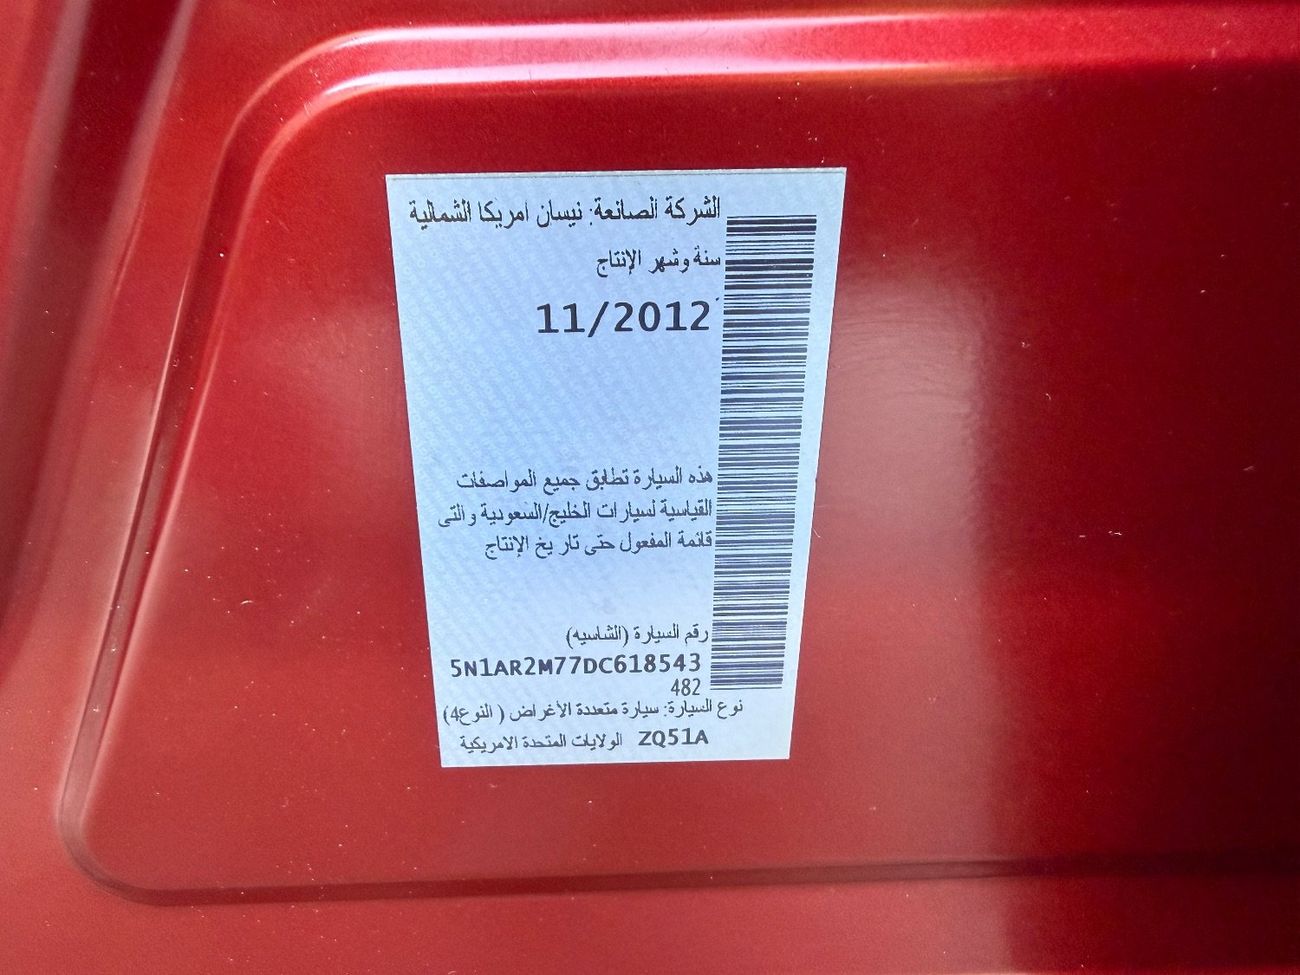 الشركة الصانعة: نيسان امريكا الشمالية
سنة وشهر الإنتاج
11/2012
هذه السيارة تطابق جميع المواصفات
القياسية لسيارات الخليج/السعودية والتى
قائمة المفعول حتى تاريخ الإنتاج
رقم السيارة (الشاسيه)
5N1AR2M77DC618543
482
نوع السيارة: سيارة متعددة الأغراض ( النوع4)
ZQ51A الولايات المتحدة الامريكية